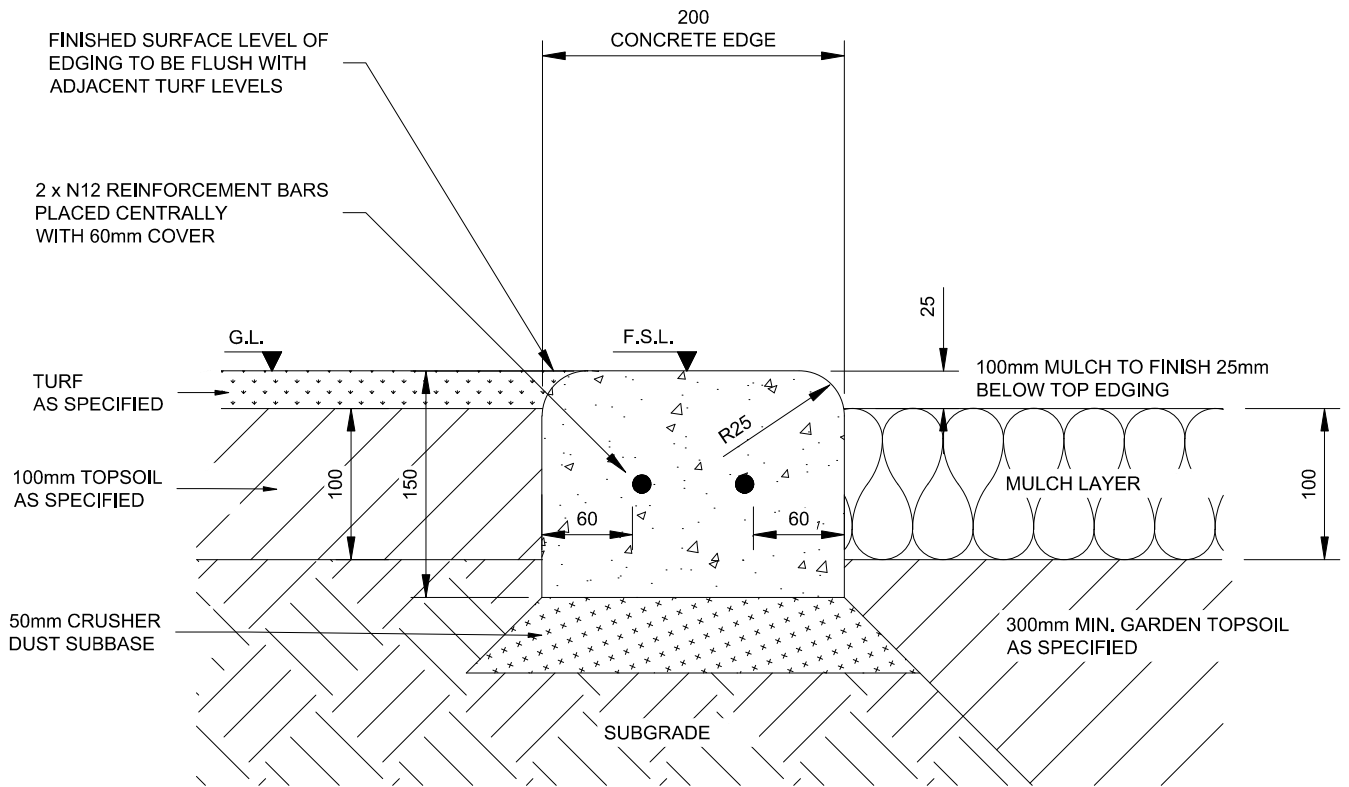 200
CONCRETE EDGE
FINISHED SURFACE LEVEL OF
EDGING TO BE FLUSH WITH
ADJACENT TURF LEVELS
2 x N12 REINFORCEMENT BARS
PLACED CENTRALLY
WITH 60mm COVER
25
G.L.
F.S.L.
TURF
AS SPECIFIED
100mm MULCH TO FINISH 25mm
BELOW TOP EDGING
R25
100mm TOPSOIL
AS SPECIFIED
100
150
60
60
MULCH LAYER
100
50mm CRUSHER
DUST SUBBASE
300mm MIN. GARDEN TOPSOIL
AS SPECIFIED
SUBGRADE